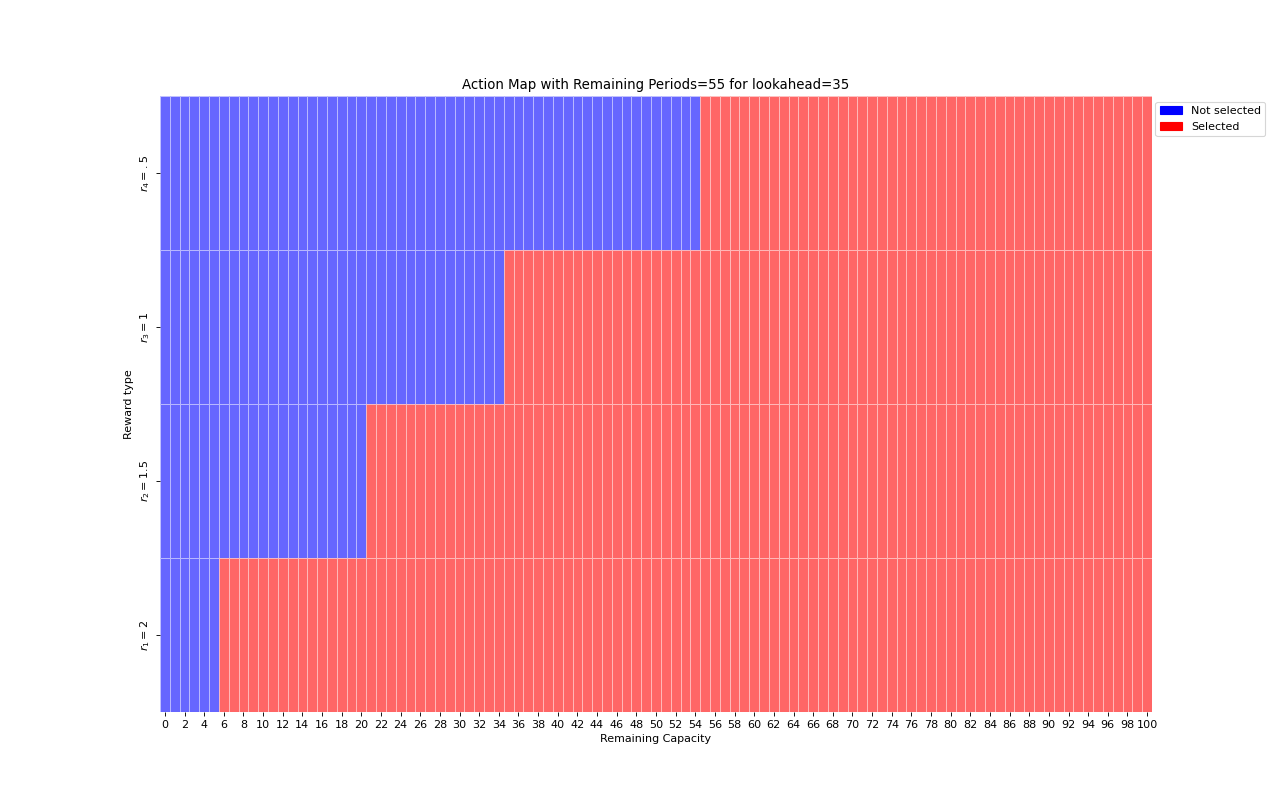 Action Map with Remaining Periods=55 for lookahead=35
Not selected
Selected
r₄ = .5
r₃ = 1
Reward type
r₂ = 1.5
r₁ = 2
0 2 4 6 8 10 12 14 16 18 20 22 24 26 28 30 32 34 36 38 40 42 44 46 48 50 52 54 56 58 60 62 64 66 68 70 72 74 76 78 80 82 84 86 88 90 92 94 96 98 100
Remaining Capacity